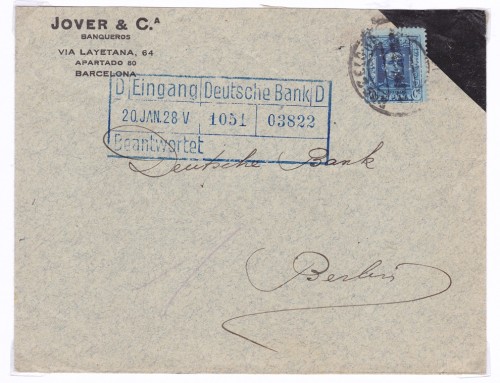 JOVER & C.ᴬ
BANQUEROS
VIA LAYETANA, 64
APARTADO 80
BARCELONA
D Eingang Deutsche Bank D
20.JAN.28 V 1051 03822
Beantwortet
Deutsche Bank
Berlin